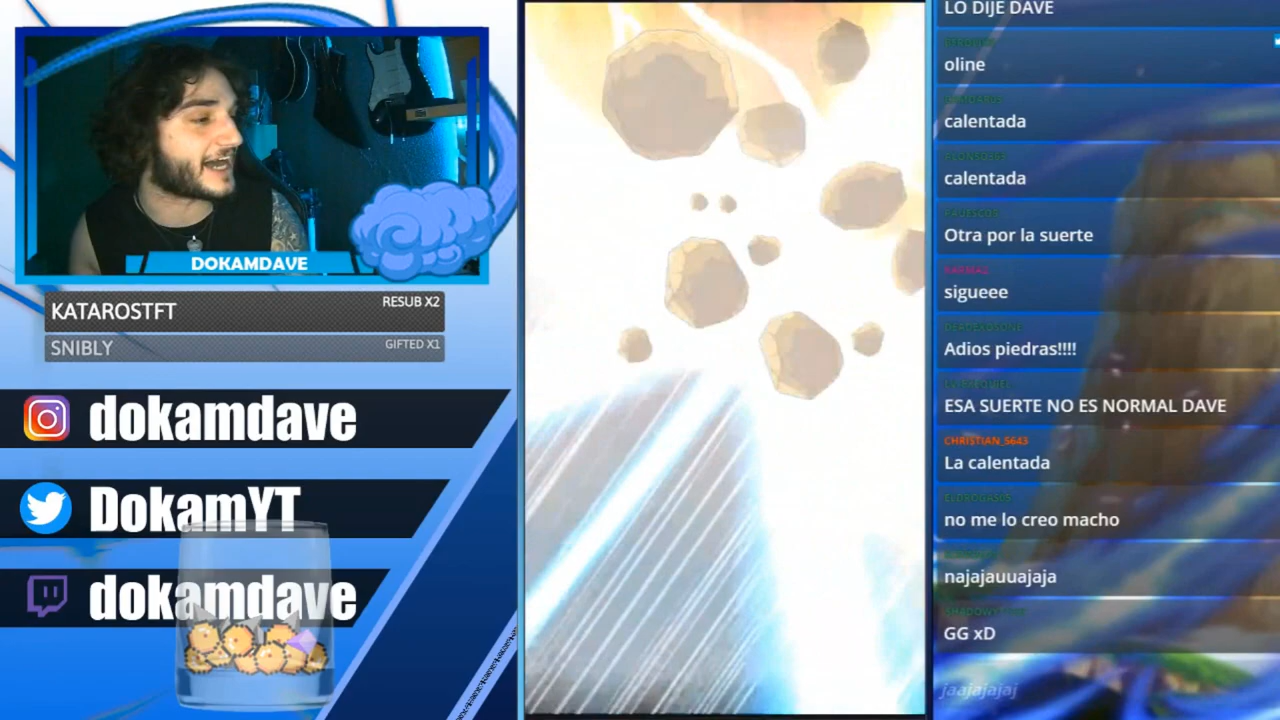 DOKAMDAVE
KATAROSTFT
RESUB X2
SNIBLY
GIFTED X1
dokamdave
DokamYT
dokamdave
LO DIJE DAVE
oline
calentada
calentada
Otra por la suerte
sigueee
Adios piedras!!!!
ESA SUERTE NO ES NORMAL DAVE
CHRISTIAN_5643
La calentada
no me lo creo macho
najajauuajaja
GG xD
jaajajajaj